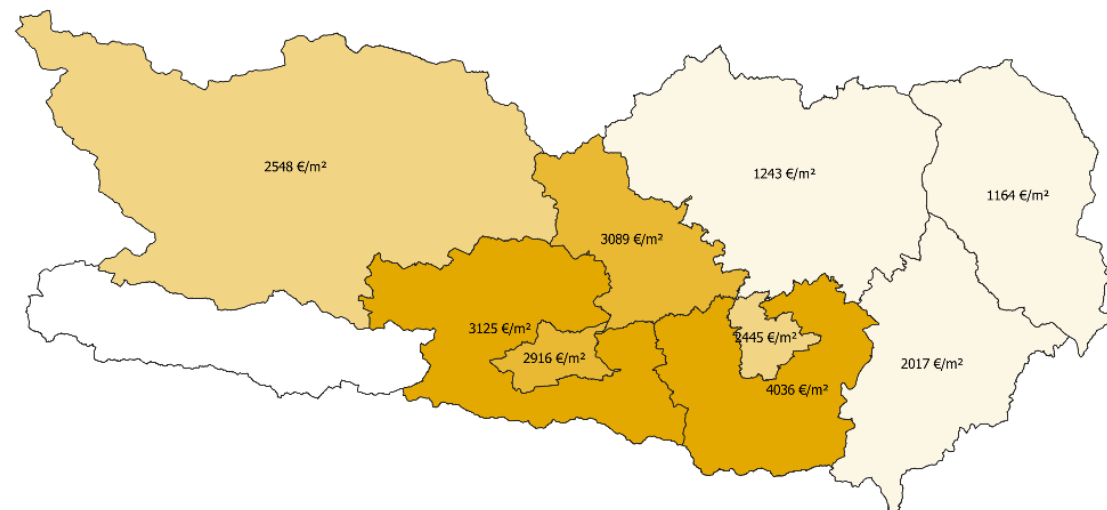 2548 €/m²
1243 €/m²
1164 €/m²
3089 €/m²
3125 €/m²
2445 €/m²
2916 €/m²
2017 €/m²
4036 €/m²